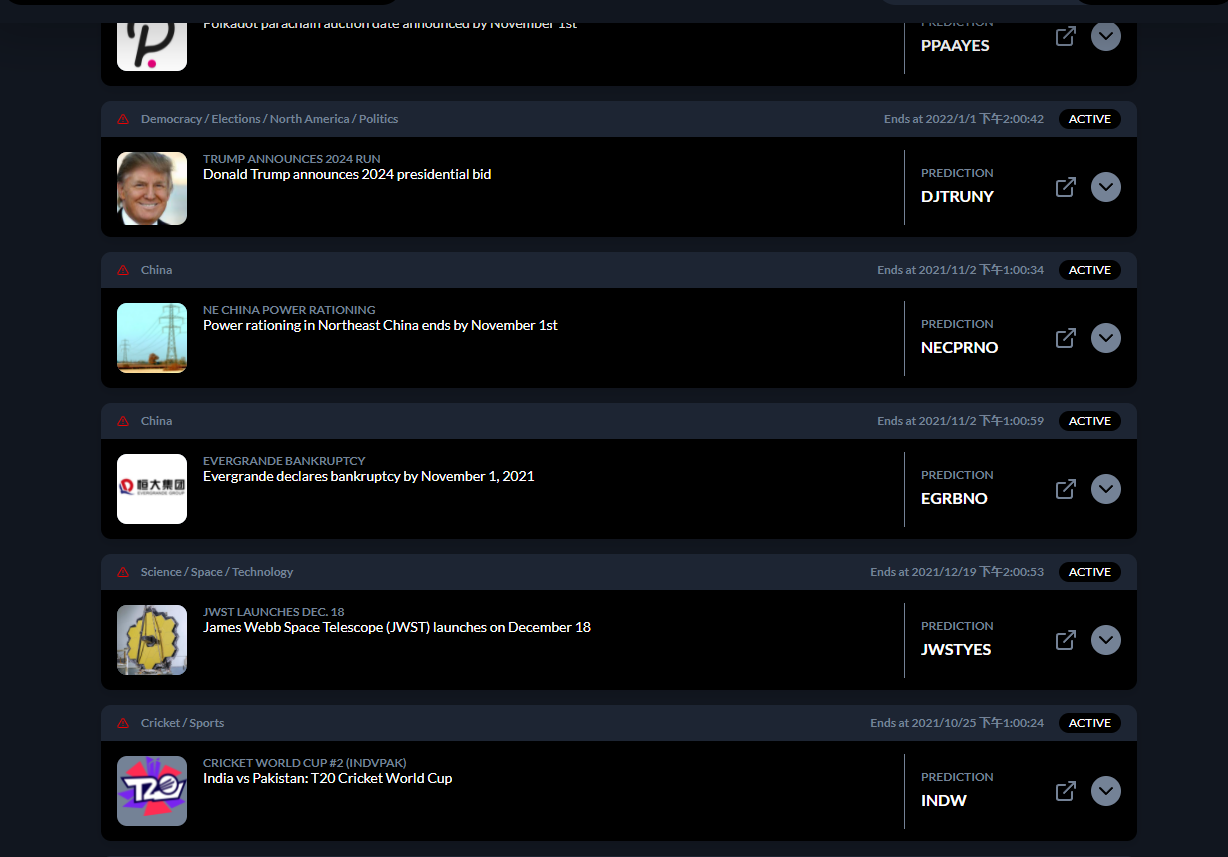 Polkadot parachain auction date announced by November 1st
PREDICTION
PPAAYES
Democracy / Elections / North America / Politics
Ends at 2022/1/1 下午2:00:42
ACTIVE
TRUMP ANNOUNCES 2024 RUN
Donald Trump announces 2024 presidential bid
PREDICTION
DJTRUNY
China
Ends at 2021/11/2 下午1:00:34
ACTIVE
NE CHINA POWER RATIONING
Power rationing in Northeast China ends by November 1st
PREDICTION
NECPRNO
China
Ends at 2021/11/2 下午1:00:59
ACTIVE
恒大集团
EVERGRANDE GROUP
EVERGRANDE BANKRUPTCY
Evergrande declares bankruptcy by November 1, 2021
PREDICTION
EGRBNO
Science / Space / Technology
Ends at 2021/12/19 下午2:00:53
ACTIVE
JWST LAUNCHES DEC. 18
James Webb Space Telescope (JWST) launches on December 18
PREDICTION
JWSTYES
Cricket / Sports
Ends at 2021/10/25 下午1:00:24
ACTIVE
T20
CRICKET WORLD CUP #2 (INDVPAK)
India vs Pakistan: T20 Cricket World Cup
PREDICTION
INDW